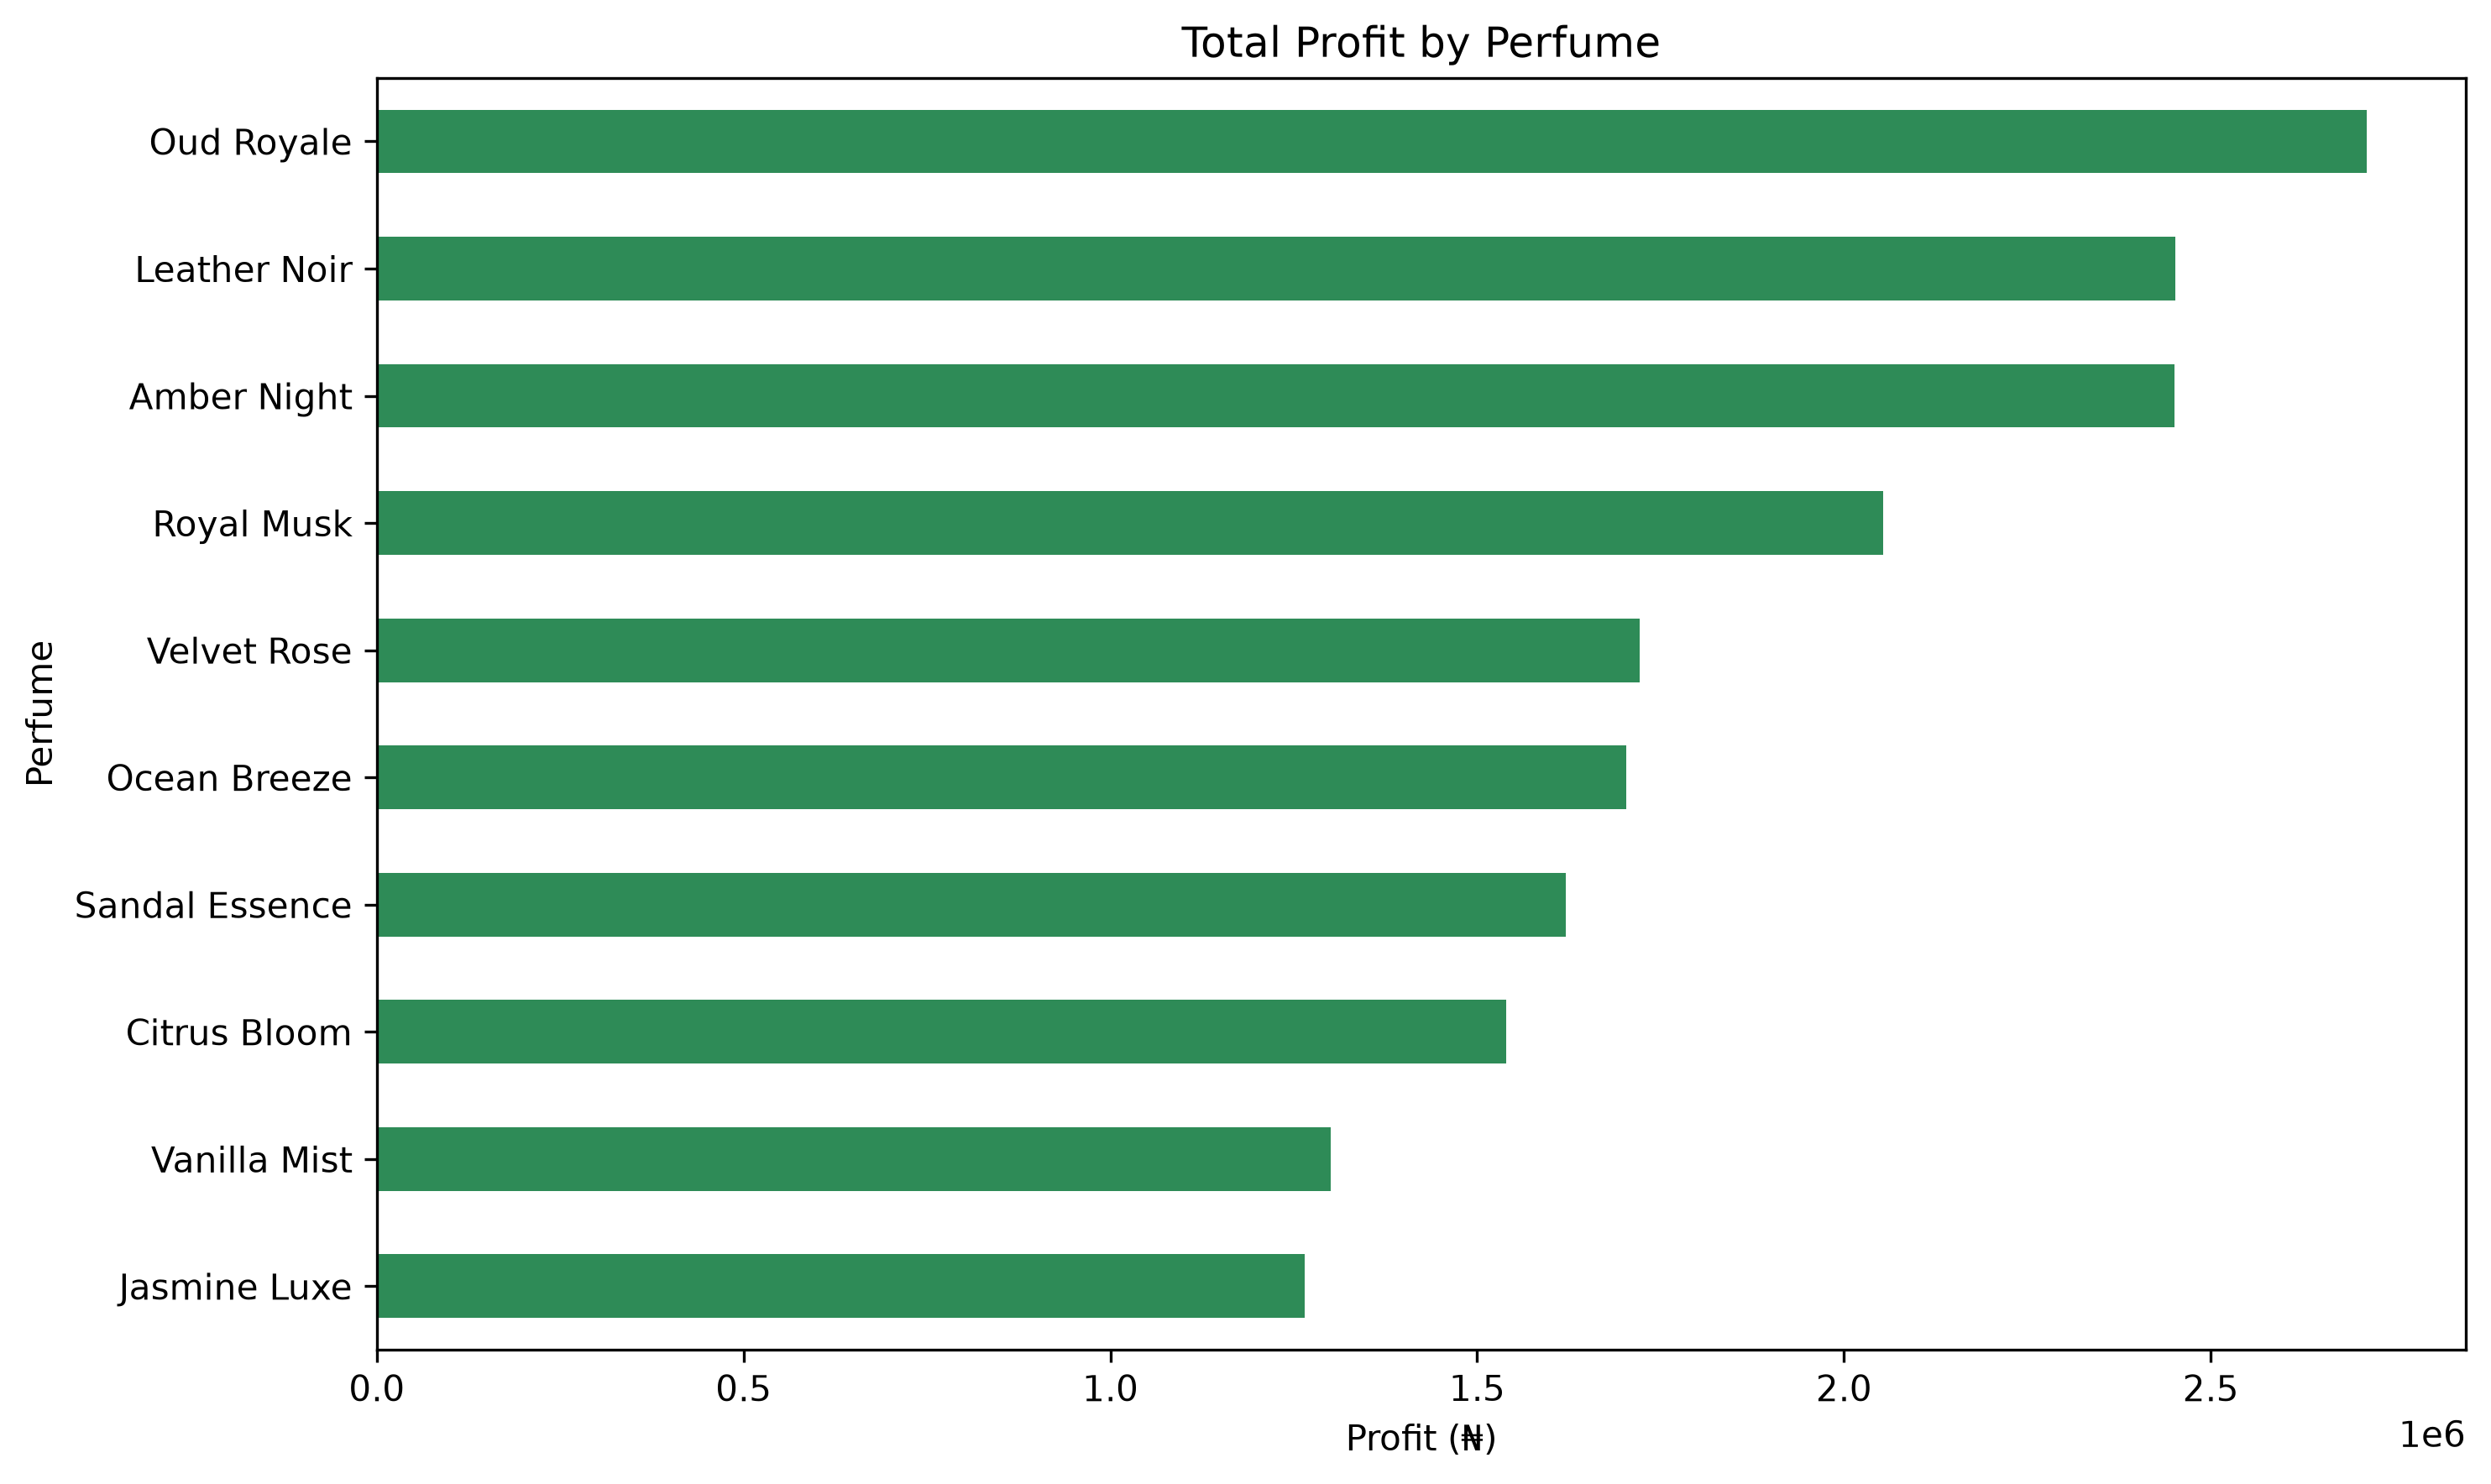 Total Profit by Perfume
Oud Royale
Leather Noir
Amber Night
Royal Musk
Velvet Rose
Ocean Breeze
Sandal Essence
Citrus Bloom
Vanilla Mist
Jasmine Luxe
Perfume
0.0 0.5 1.0 1.5 2.0 2.5
1e6
Profit (₦)